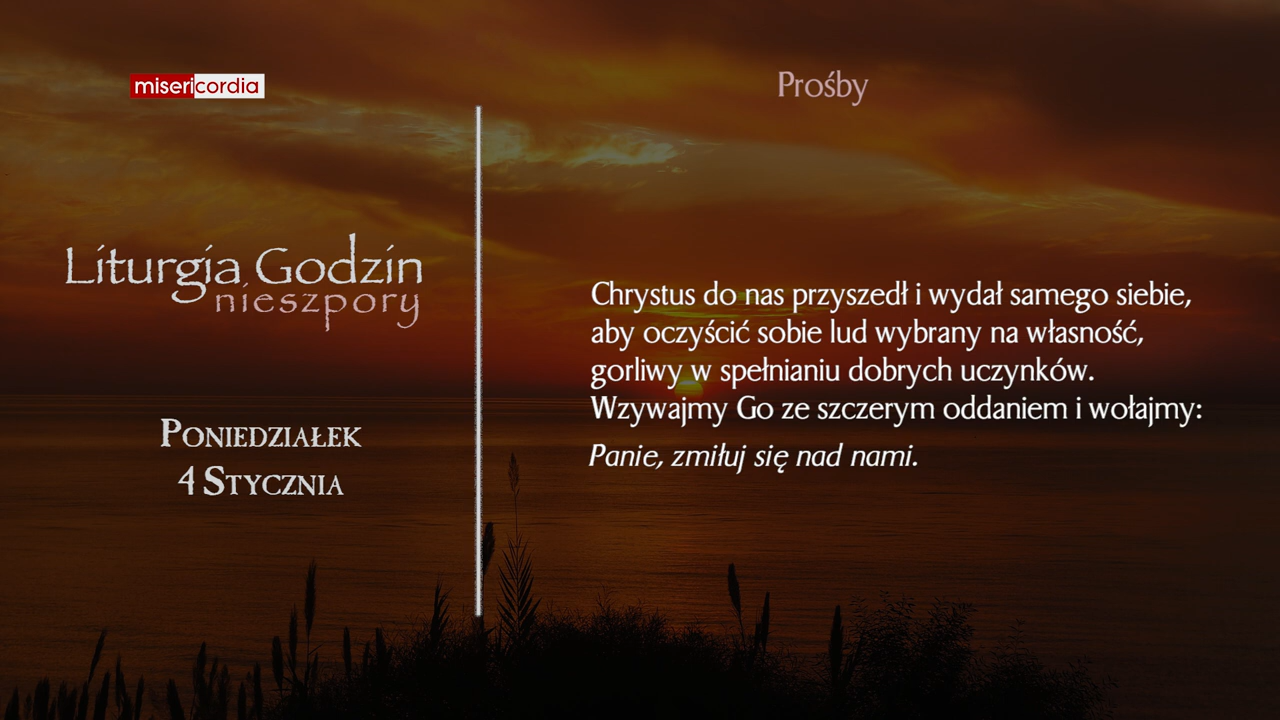 misericordia
Liturgia Godzin
nieszpory
Poniedziałek
4 Stycznia
Prośby
Chrystus do nas przyszedł i wydał samego siebie,
aby oczyścić sobie lud wybrany na własność,
gorliwy w spełnianiu dobrych uczynków.
Wzywajmy Go ze szczerym oddaniem i wołajmy:
Panie, zmiłuj się nad nami.